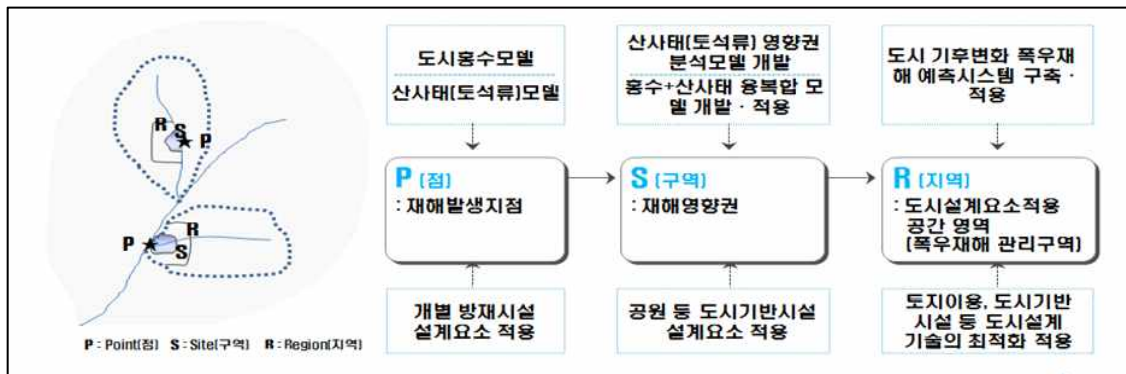 R
S
P
P
R
S
P : Point(점) S : Site(구역) R : Region(지역)
도시홍수모델
산사태(토석류)모델
P (점)
: 재해발생지점
개별 방재시설
설계요소 적용
산사태(토석류) 영향권
분석모델 개발
홍수+산사태 융복합 모
델 개발 · 적용
S (구역)
: 재해영향권
공원 등 도시기반시설
설계요소 적용
도시 기후변화 폭우재
해 예측시스템 구축 ·
적용
R (지역)
: 도시설계요소적용
공간 영역
(폭우재해 관리구역)
토지이용, 도시기반
시설 등 도시설계
기술의 최적화 적용